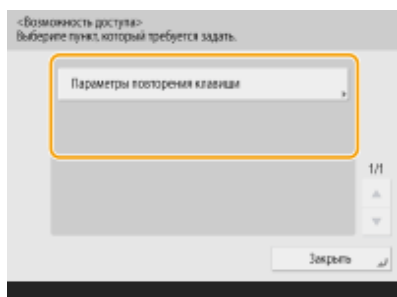 <Возможность доступа>
Выберите пункт, который требуется задать.
Параметры повторения клавиши
1/1
Закрыть